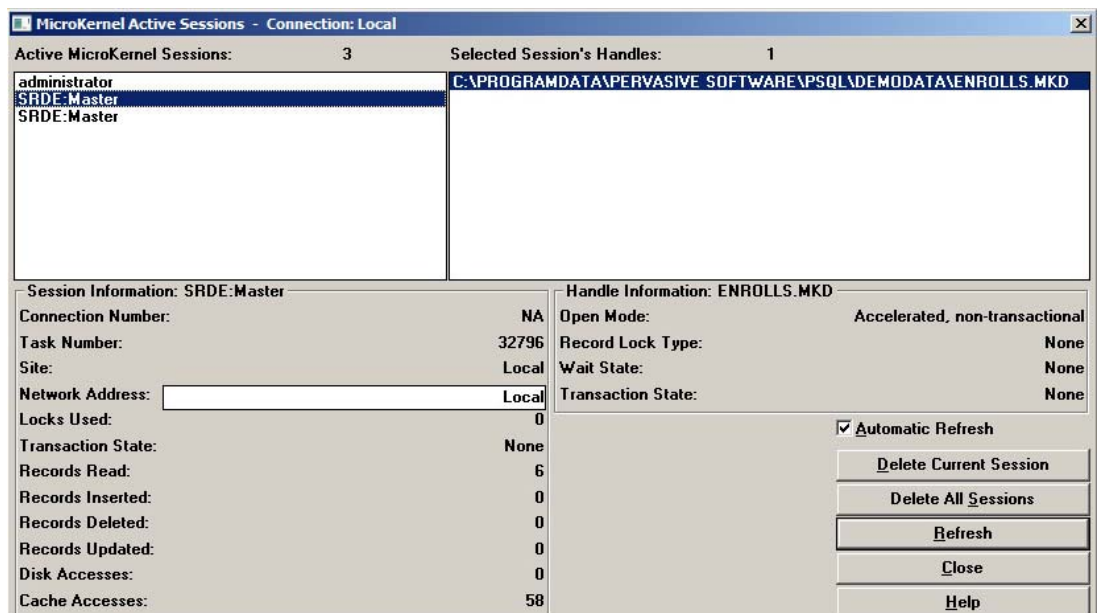 MicroKernel Active Sessions - Connection: Local
Active MicroKernel Sessions: 3
Selected Session's Handles: 1
administrator
SRDE:Master
SRDE:Master
C:\PROGRAMDATA\PERVASIVE SOFTWARE\PSQL\DEMODATA\ENROLLS.MKD
Session Information: SRDE:Master
Connection Number: NA
Task Number: 32796
Site: Local
Network Address: Local
Locks Used: 0
Transaction State: None
Records Read: 6
Records Inserted: 0
Records Deleted: 0
Records Updated: 0
Disk Accesses: 0
Cache Accesses: 58
Handle Information: ENROLLS.MKD
Open Mode: Accelerated, non-transactional
Record Lock Type: None
Wait State: None
Transaction State: None
Automatic Refresh
Delete Current Session
Delete All Sessions
Refresh
Close
Help